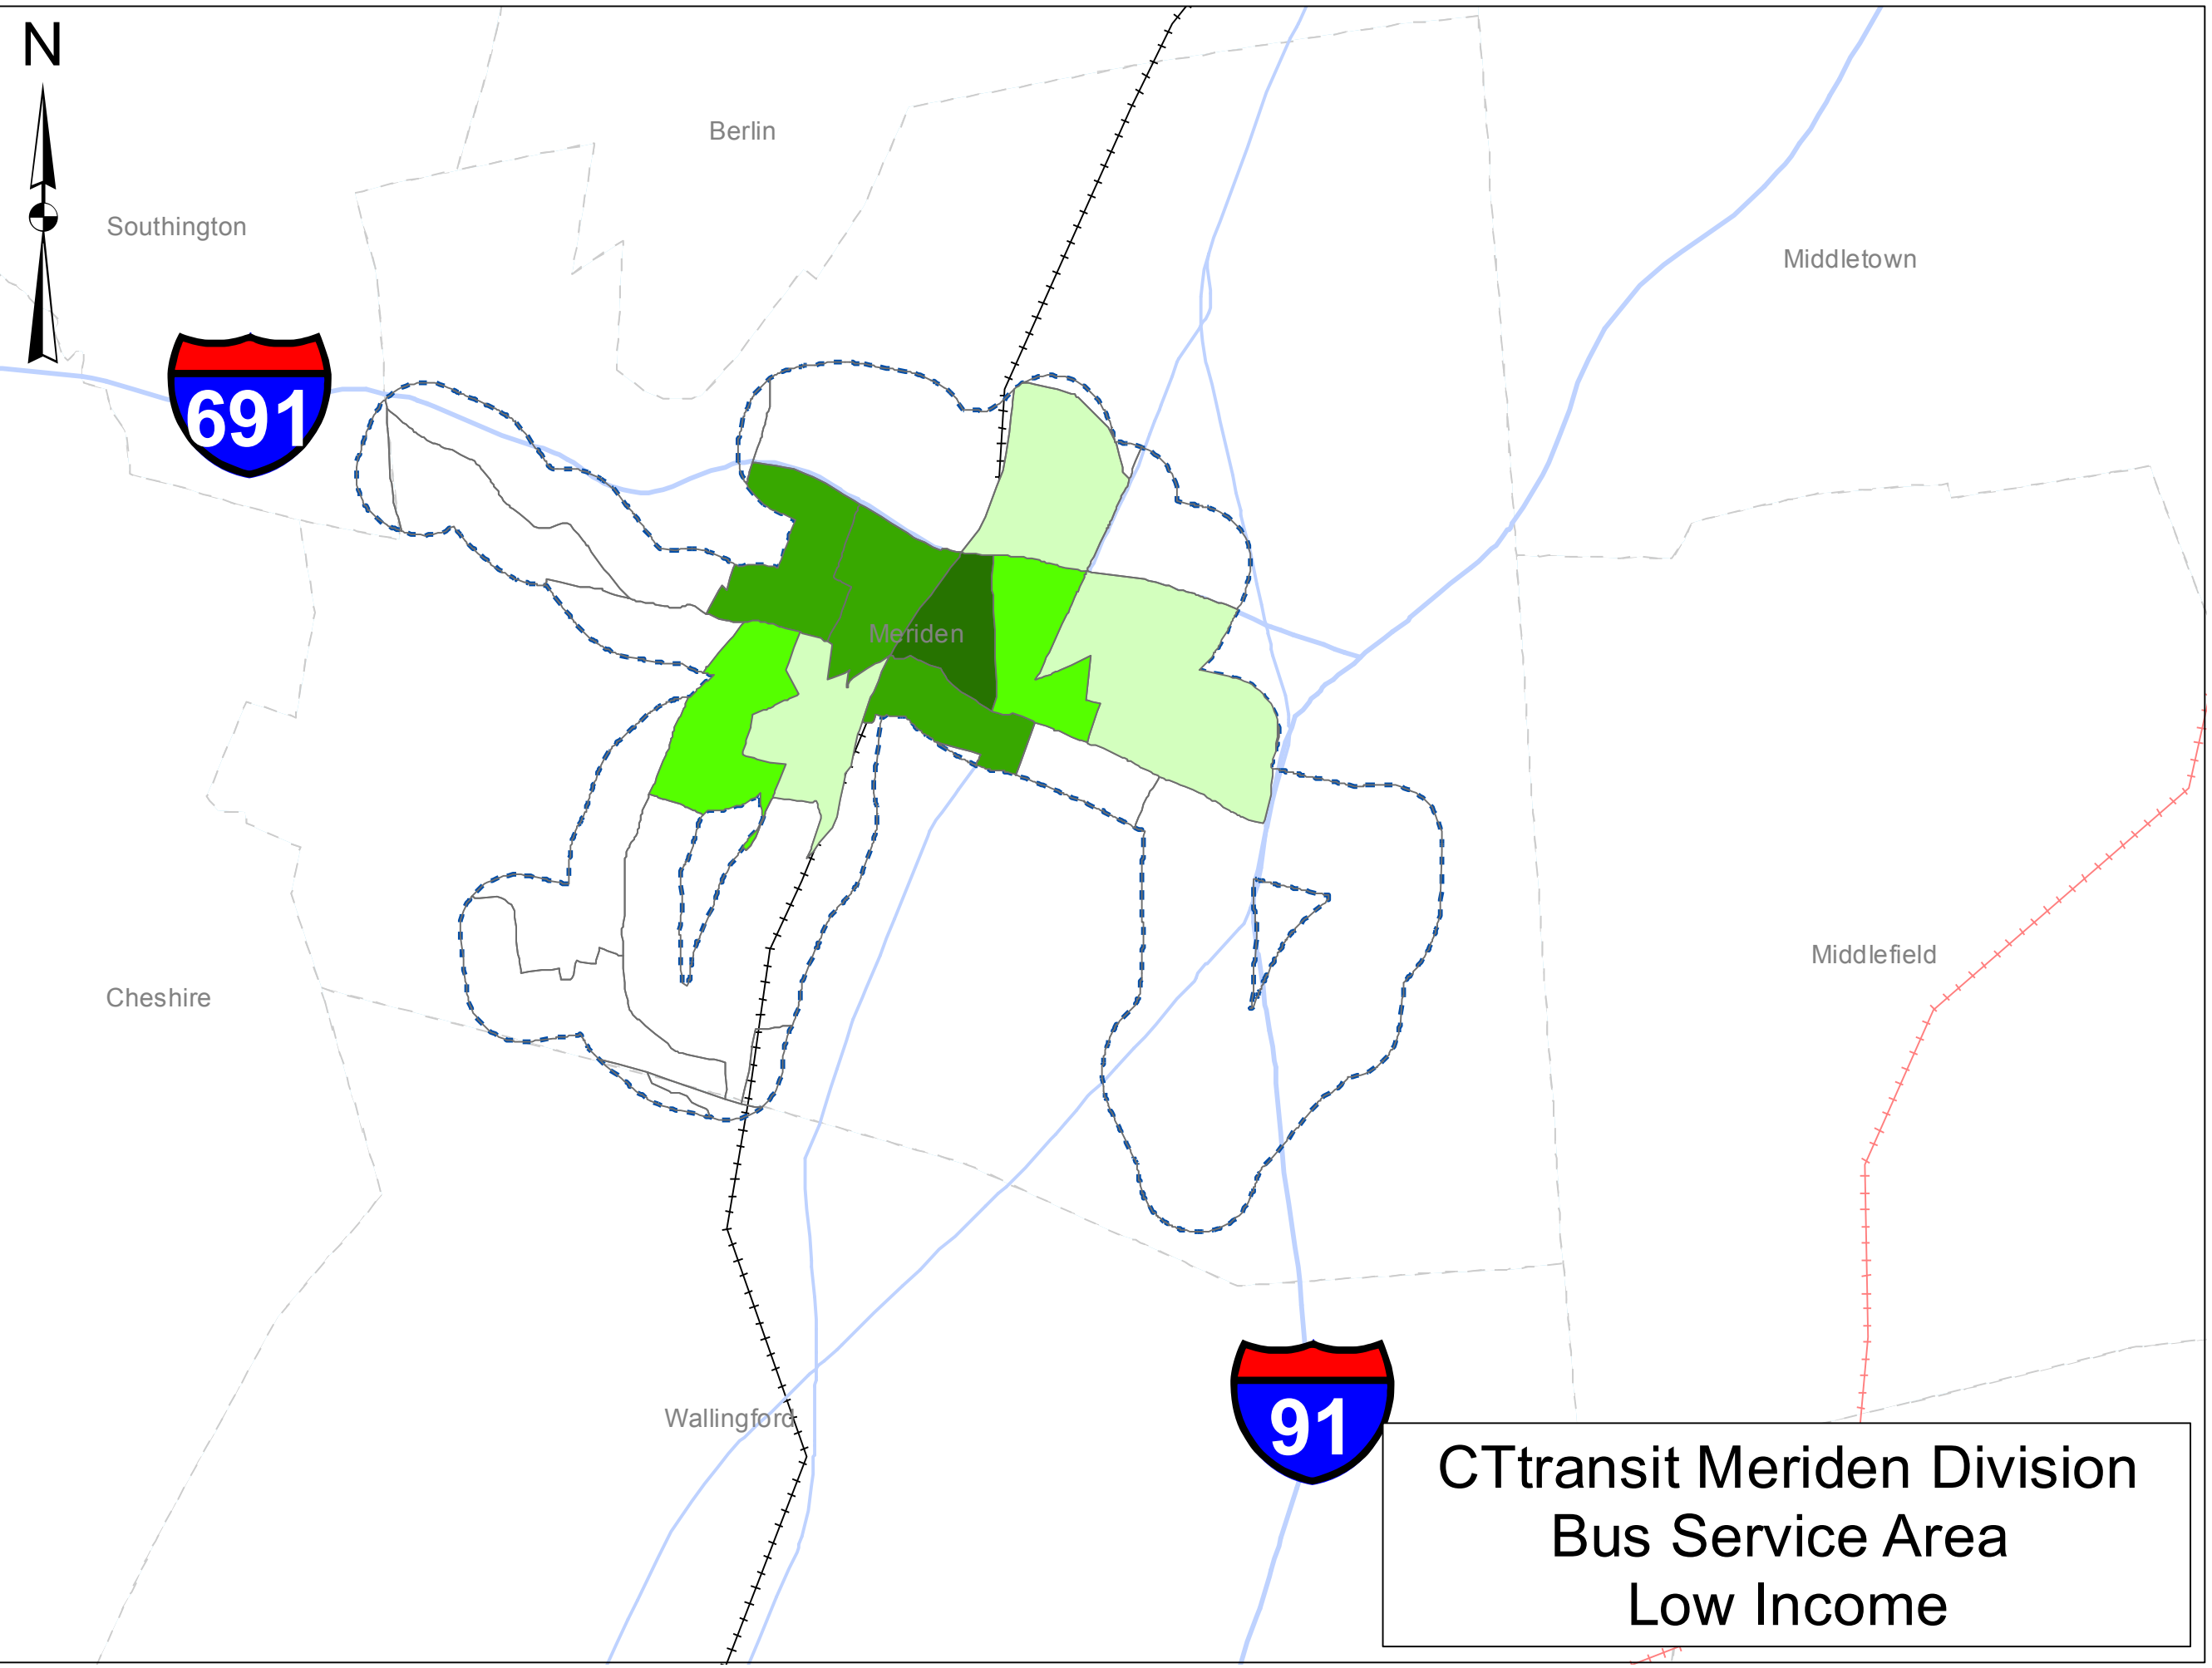 N
Berlin
Southington
Middletown
691
Meriden
Middlefield
Cheshire
Wallingford
91
CTtransit Meriden Division
Bus Service Area
Low Income